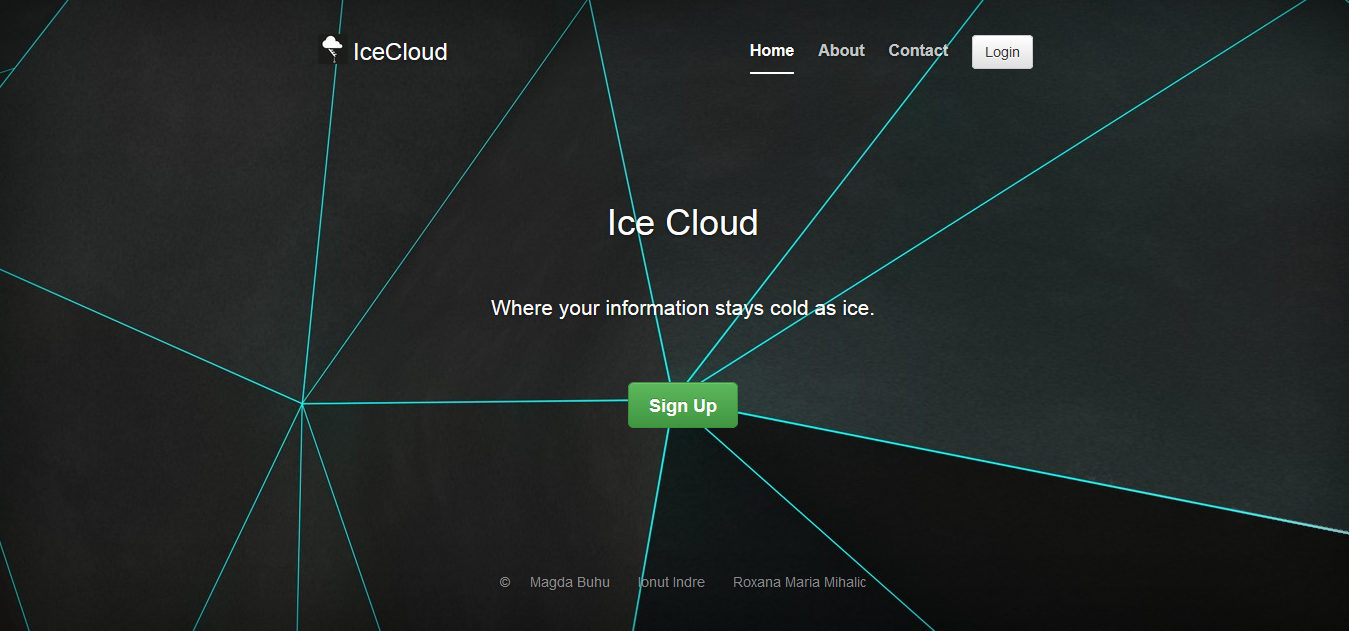 IceCloud
Home About Contact Login
Ice Cloud
Where your information stays cold as ice.
Sign Up
© Magda Buhu Ionut Indre Roxana Maria Mihalic